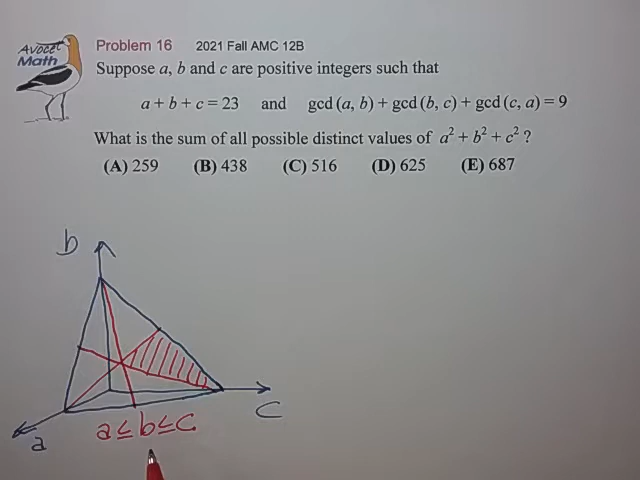 Avocet Math
Problem 16 2021 Fall AMC 12B
Suppose a, b and c are positive integers such that
a + b + c = 23 and gcd (a, b) + gcd (b, c) + gcd (c, a) = 9
What is the sum of all possible distinct values of a² + b² + c² ?
(A) 259 (B) 438 (C) 516 (D) 625 (E) 687
b
c
a
a ≤ b ≤ c